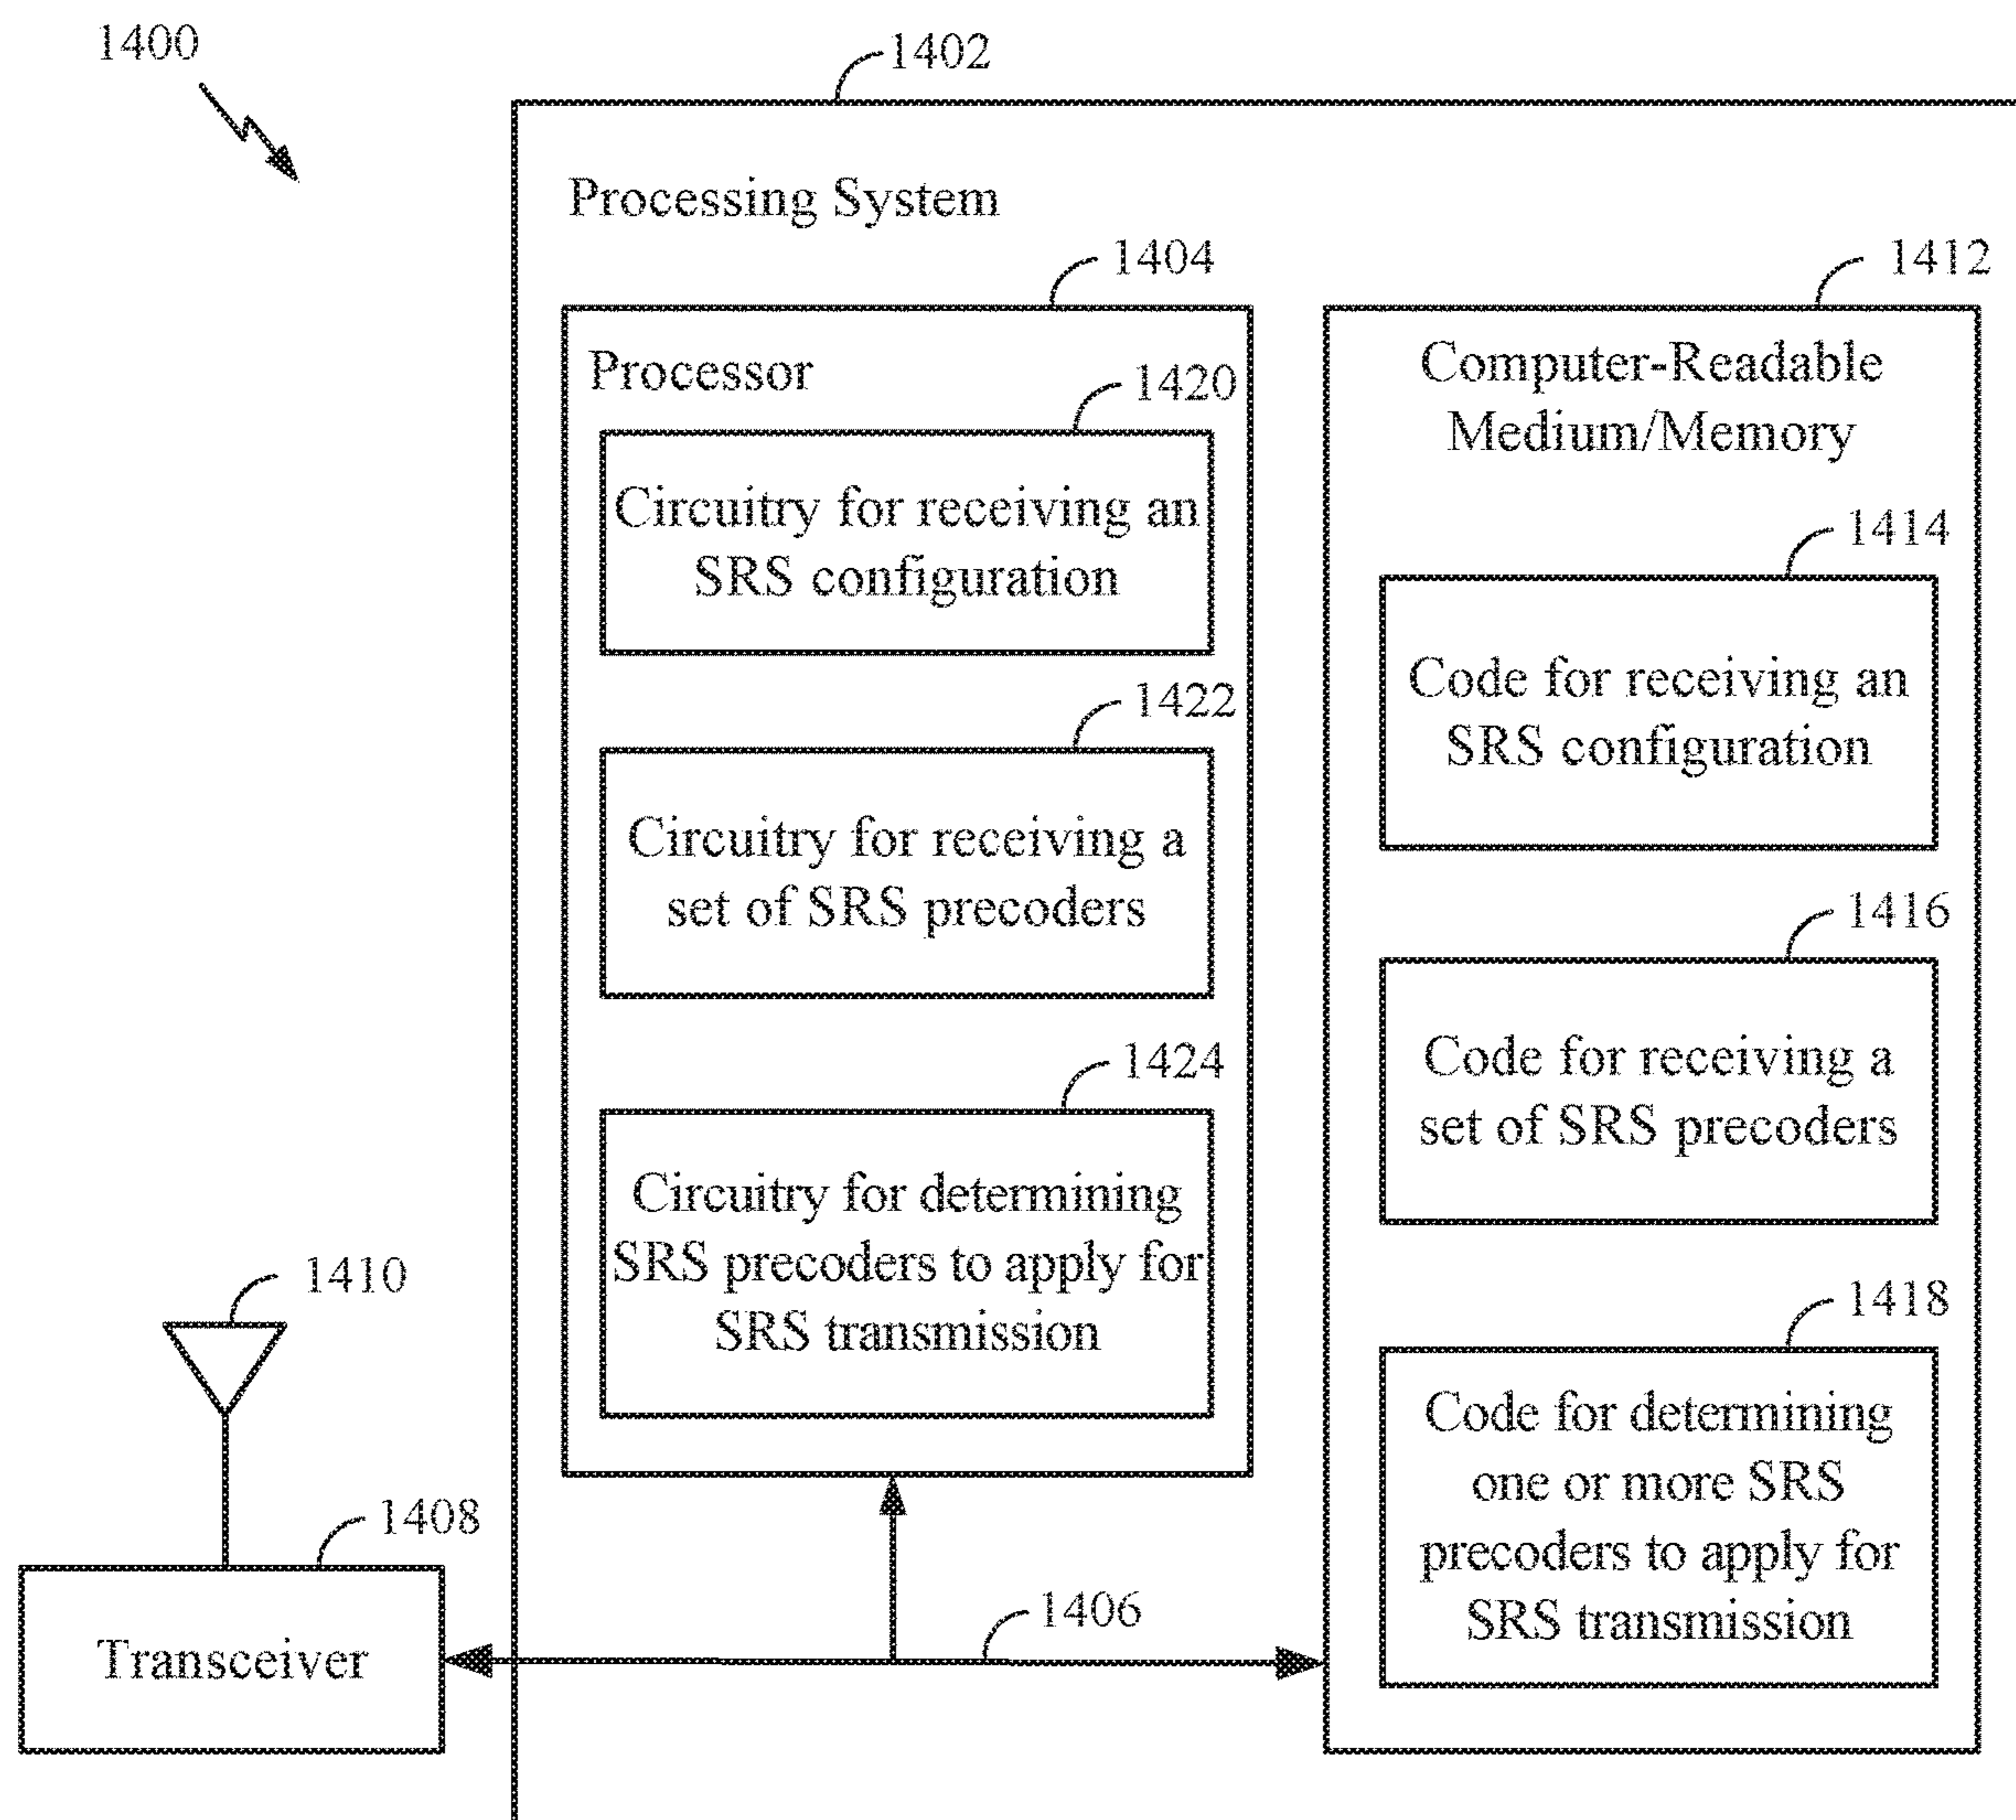 1400
1402
Processing System
1404
Processor
1420
Circuitry for receiving an
SRS configuration
1422
Circuitry for receiving a
set of SRS precoders
1424
Circuitry for determining
SRS precoders to apply for
SRS transmission
1412
Computer-Readable
Medium/Memory
1414
Code for receiving an
SRS configuration
1416
Code for receiving a
set of SRS precoders
1418
Code for determining
one or more SRS
precoders to apply for
SRS transmission
1410
1408
Transceiver
1406